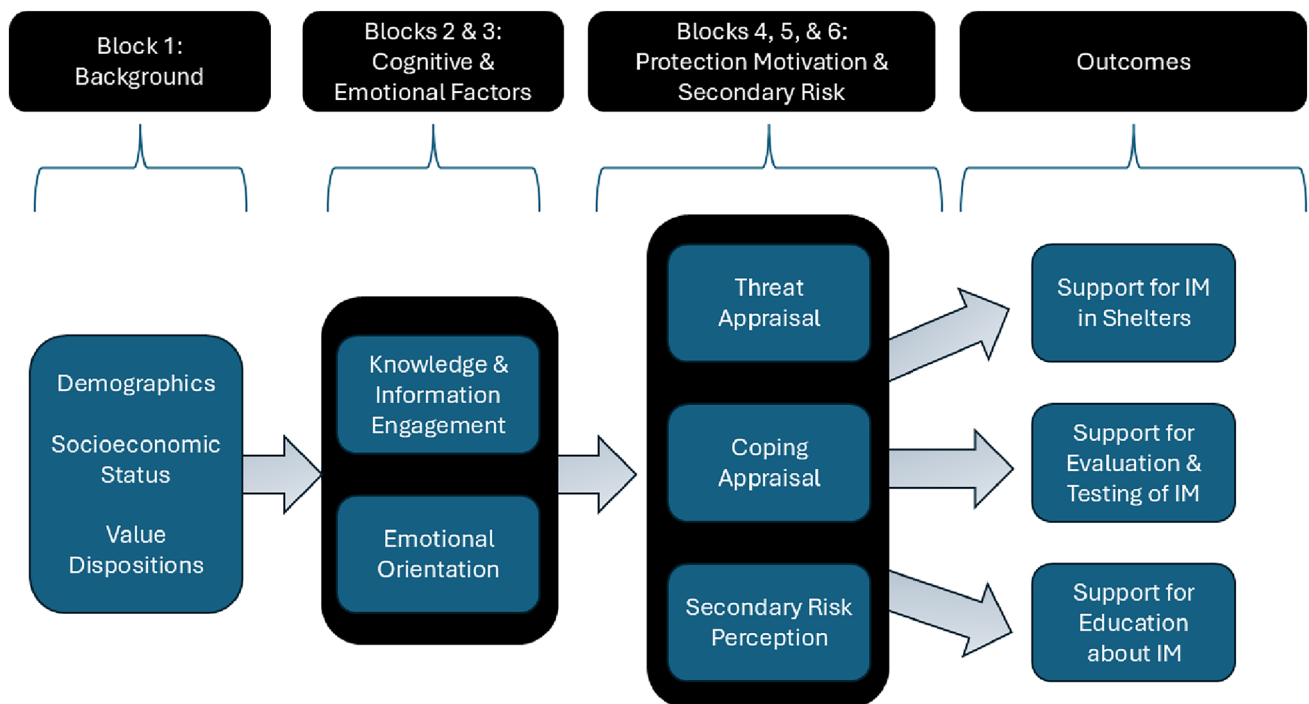 Block 1:
Background
Blocks 2 & 3:
Cognitive &
Emotional Factors
Blocks 4, 5, & 6:
Protection Motivation &
Secondary Risk
Outcomes
Demographics
Socioeconomic
Status
Value
Dispositions
Knowledge &
Information
Engagement
Emotional
Orientation
Threat
Appraisal
Coping
Appraisal
Secondary Risk
Perception
Support for IM
in Shelters
Support for
Evaluation &
Testing of IM
Support for
Education
about IM